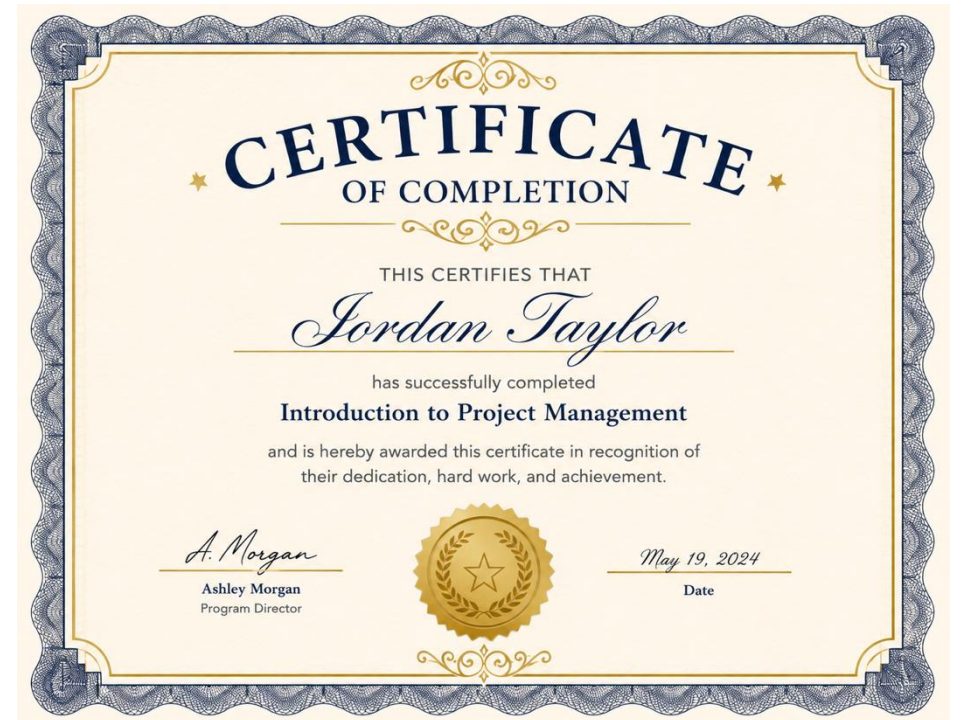 CERTIFICATE
OF COMPLETION
THIS CERTIFIES THAT
Jordan Taylor
has successfully completed
Introduction to Project Management
and is hereby awarded this certificate in recognition of
their dedication, hard work, and achievement.
A. Morgan
Ashley Morgan
Program Director
May 19, 2024
Date